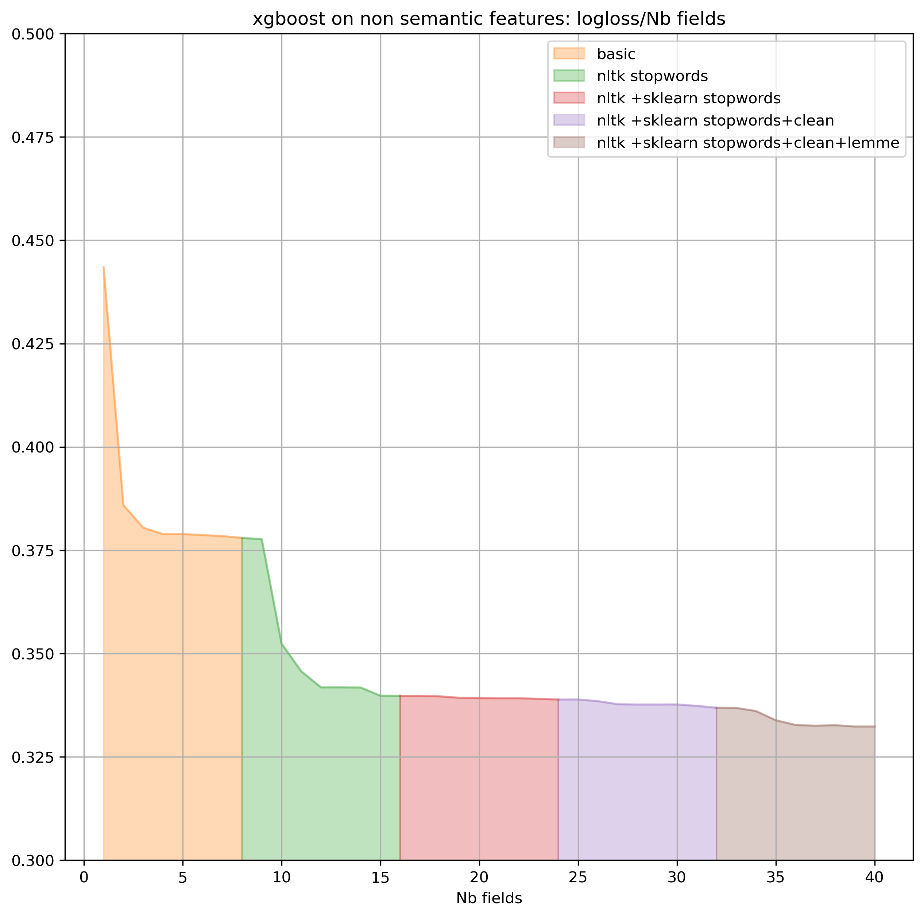 xgboost on non semantic features: logloss/Nb fields
basic
nltk stopwords
nltk +sklearn stopwords
nltk +sklearn stopwords+clean
nltk +sklearn stopwords+clean+lemme
0.500
0.475
0.450
0.425
0.400
0.375
0.350
0.325
0.300
0 5 10 15 20 25 30 35 40
Nb fields